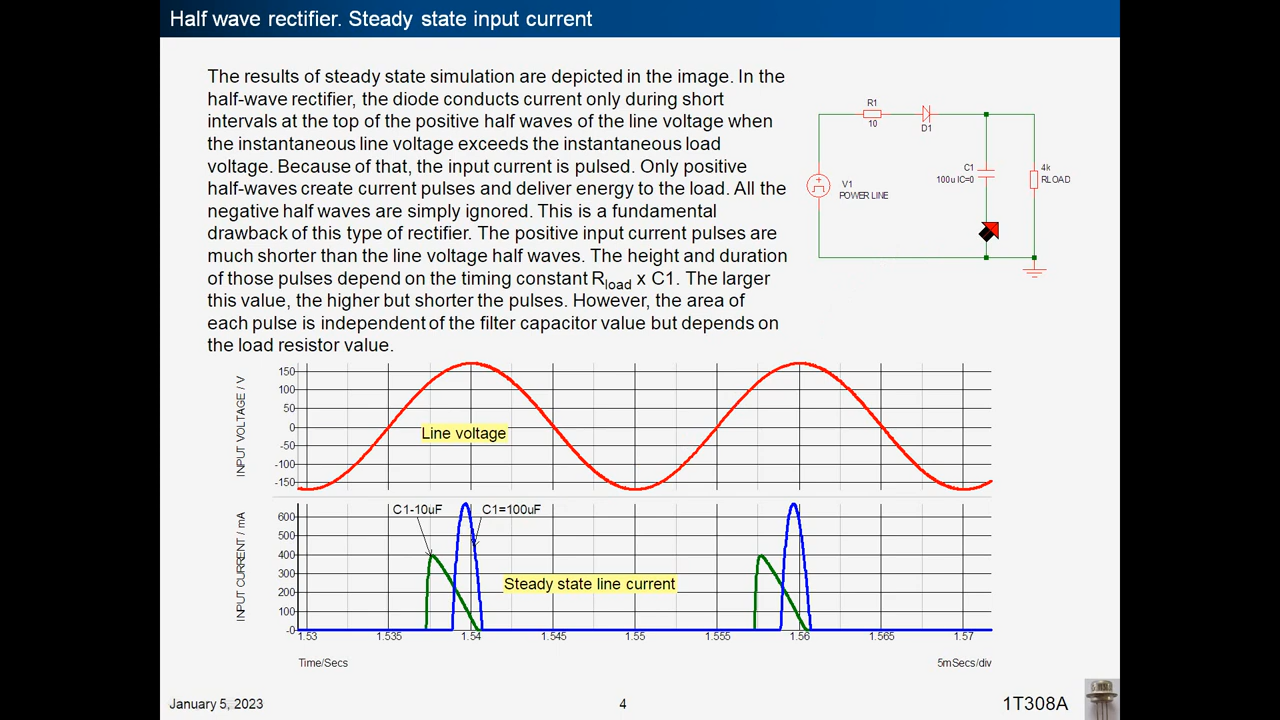 Half wave rectifier. Steady state input current
The results of steady state simulation are depicted in the image. In the
half-wave rectifier, the diode conducts current only during short
intervals at the top of the positive half waves of the line voltage when
the instantaneous line voltage exceeds the instantaneous load
voltage. Because of that, the input current is pulsed. Only positive
half-waves create current pulses and deliver energy to the load. All the
negative half waves are simply ignored. This is a fundamental
drawback of this type of rectifier. The positive input current pulses are
much shorter than the line voltage half waves. The height and duration
of those pulses depend on the timing constant Rload x C1. The larger
this value, the higher but shorter the pulses. However, the area of
each pulse is independent of the filter capacitor value but depends on
the load resistor value.
R1
10
D1
V1
POWER LINE
C1
100u IC=0
4k
RLOAD
INPUT VOLTAGE / V
150
100
50
0
-50
-100
-150
Line voltage
INPUT CURRENT / mA
600
500
400
300
200
100
-0
C1-10uF
C1=100uF
Steady state line current
1.53 1.535 1.54 1.545 1.55 1.555 1.56 1.565 1.57
Time/Secs
5mSecs/div
January 5, 2023
4
1T308A